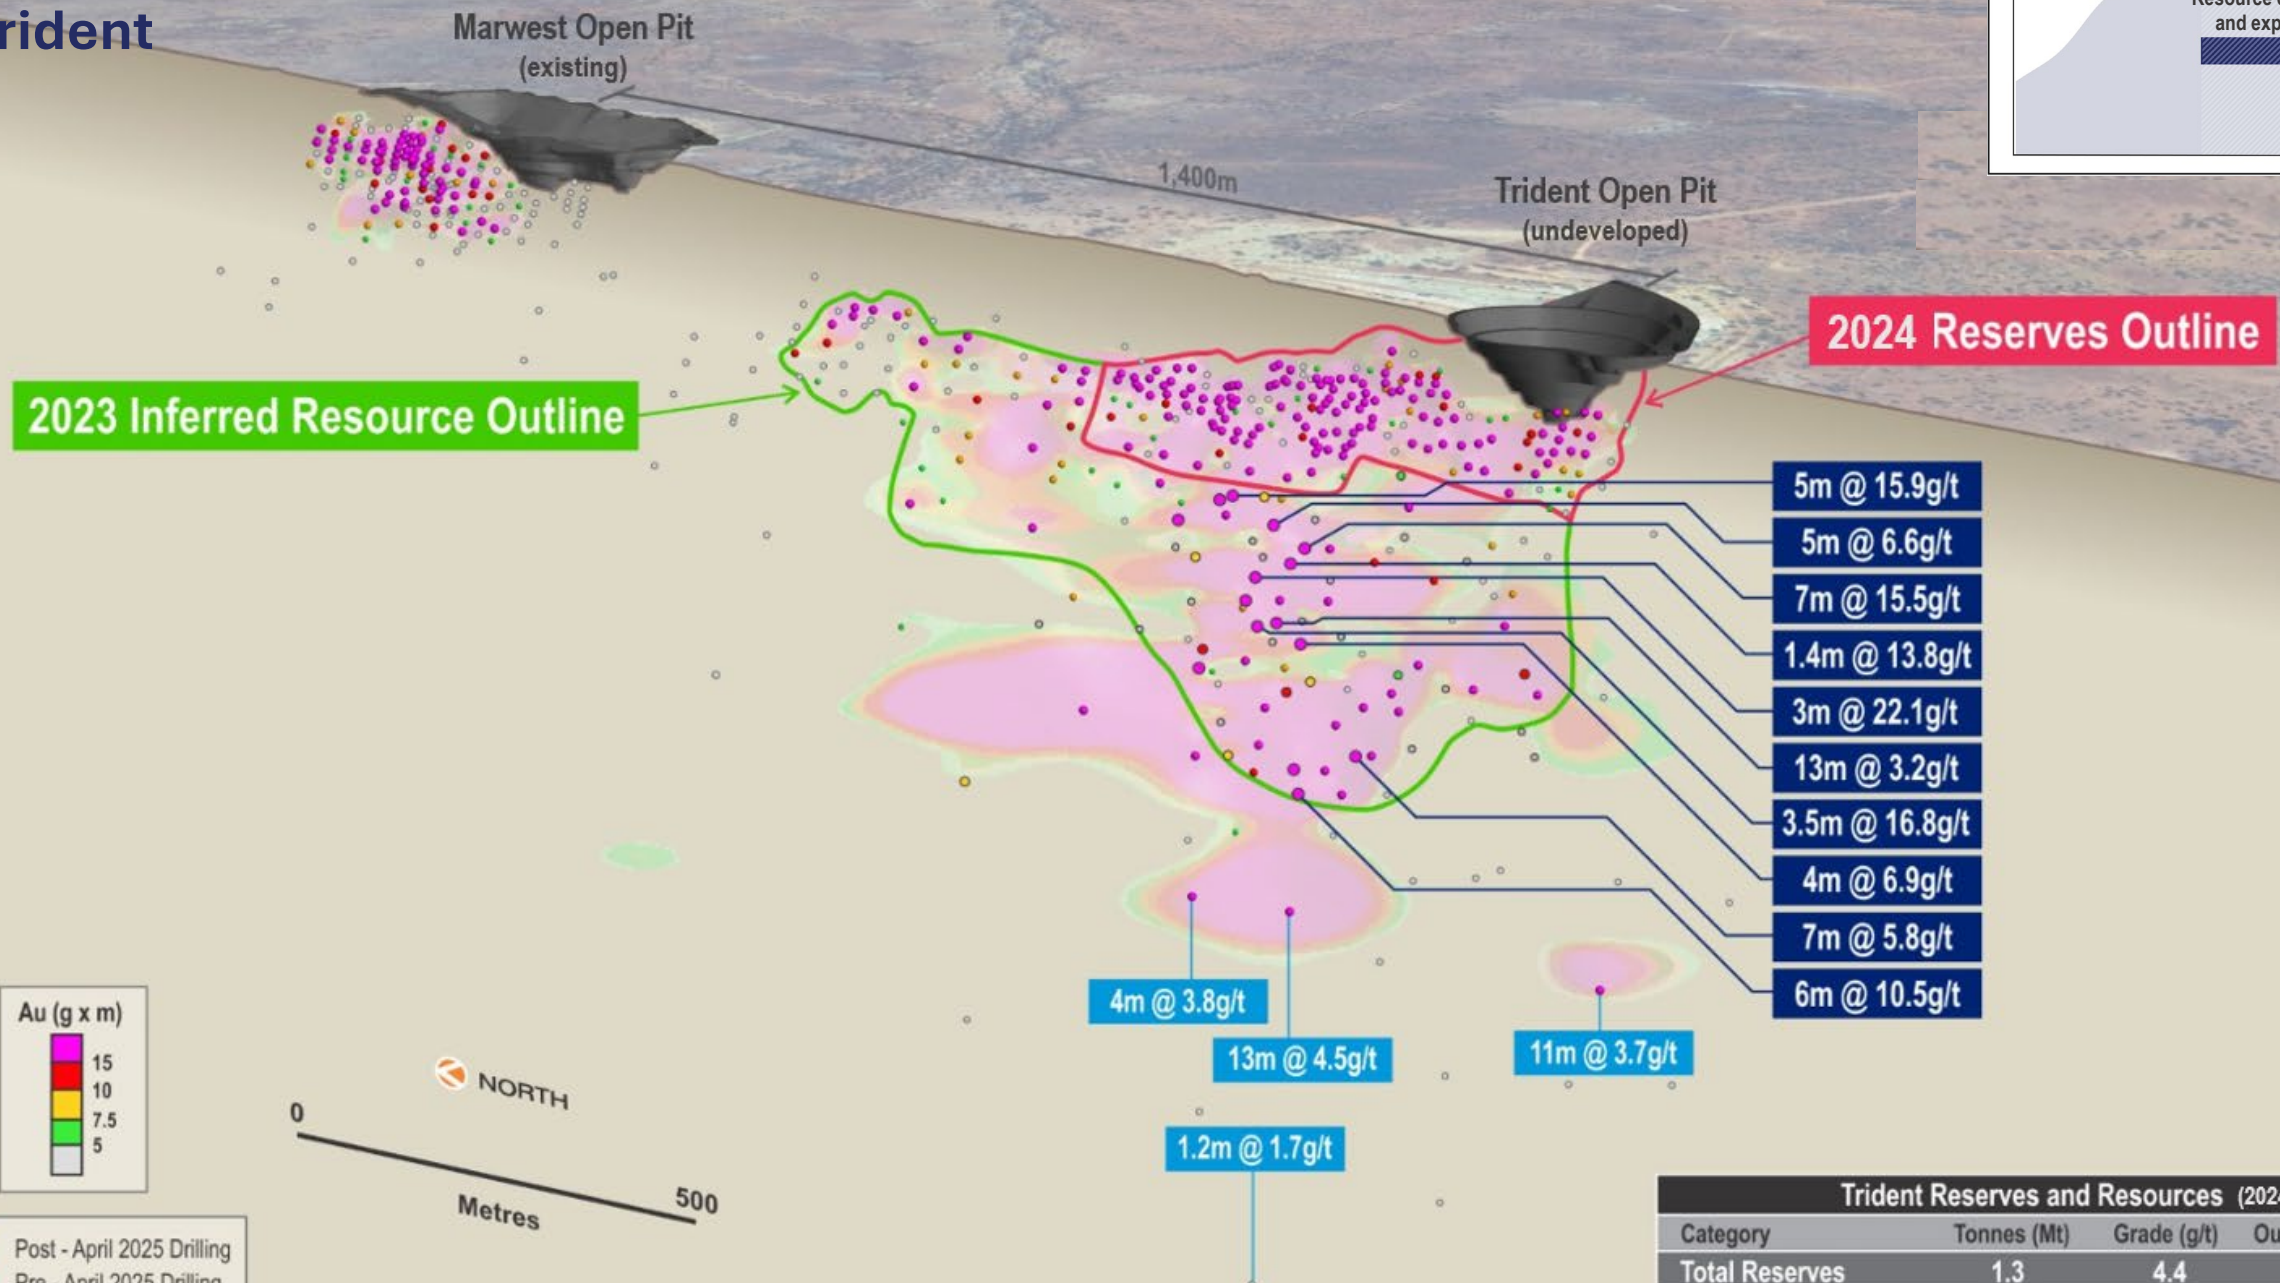 Marwest Open Pit
(existing)
1,400m
Trident Open Pit
(undeveloped)
2024 Reserves Outline
2023 Inferred Resource Outline
5m @ 15.9g/t
5m @ 6.6g/t
7m @ 15.5g/t
1.4m @ 13.8g/t
3m @ 22.1g/t
13m @ 3.2g/t
3.5m @ 16.8g/t
4m @ 6.9g/t
7m @ 5.8g/t
6m @ 10.5g/t
4m @ 3.8g/t
13m @ 4.5g/t
11m @ 3.7g/t
1.2m @ 1.7g/t
Au (g x m)
15
10
7.5
5
NORTH
0
500
Metres
Post - April 2025 Drilling
Pre - April 2025 Drilling
Trident Reserves and Resources
Category Tonnes (Mt) Grade (g/t)
Total Reserves 1.3 4.4